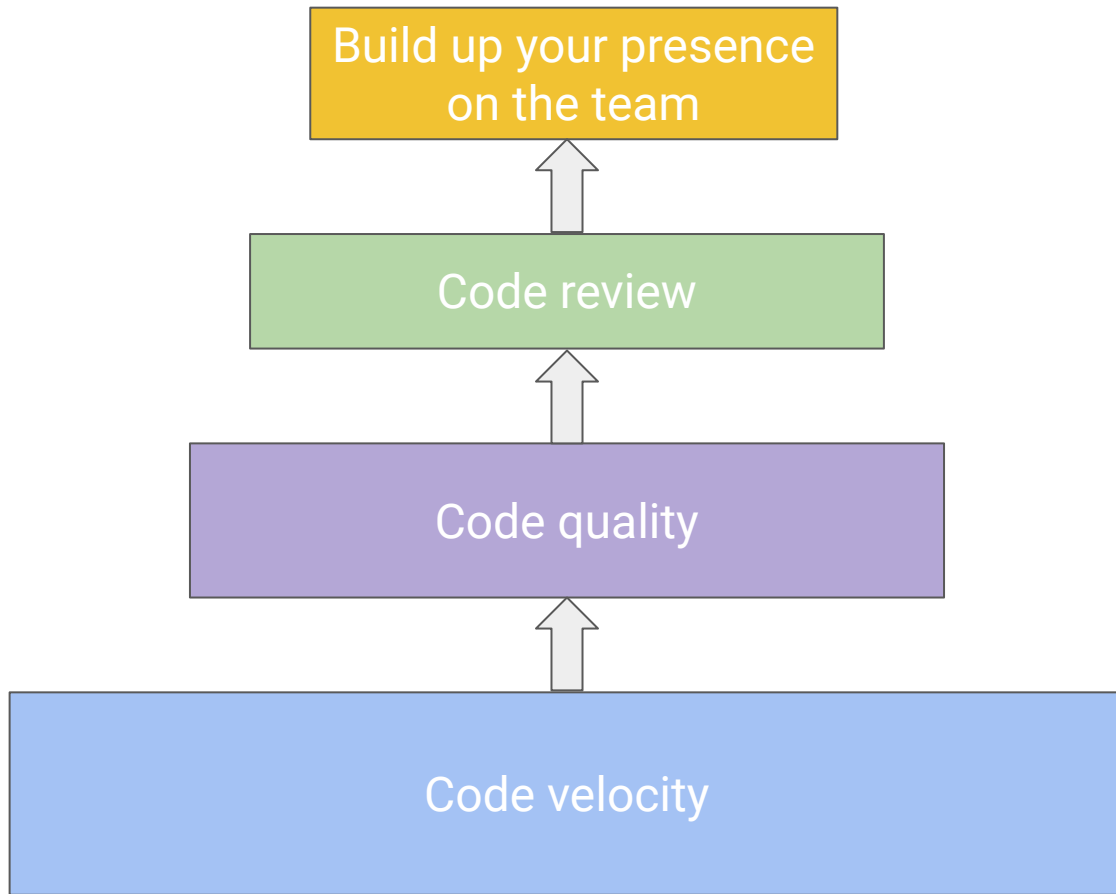 Build up your presence
on the team
Code review
Code quality
Code velocity